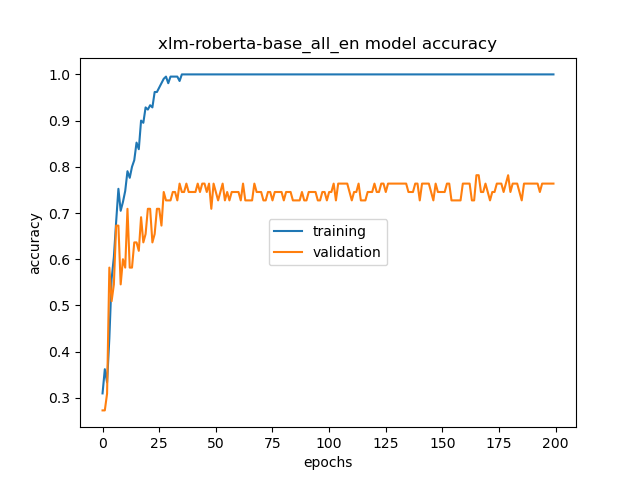 xlm-roberta-base_all_en model accuracy
1.0
0.9
0.8
0.7
0.6
0.5
0.4
0.3
accuracy
training
validation
0 25 50 75 100 125 150 175 200
epochs